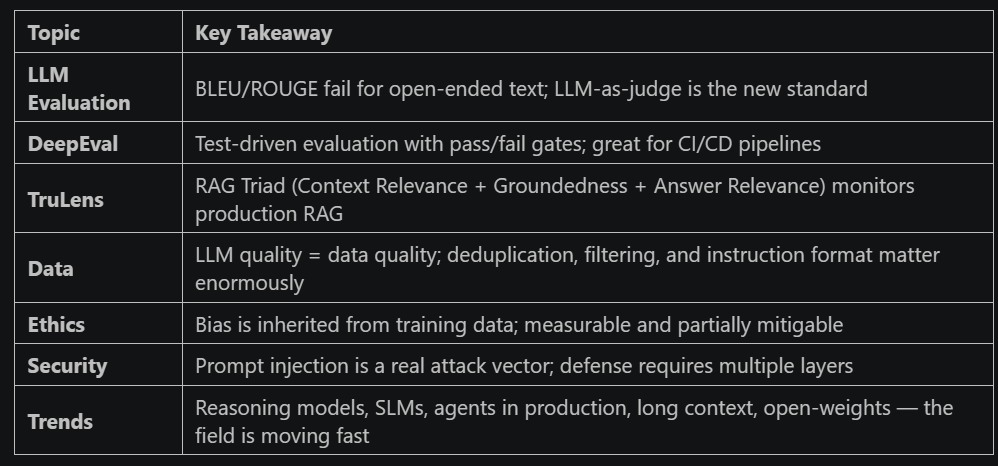 Topic
Key Takeaway
LLM
Evaluation
BLEU/ROUGE fail for open-ended text; LLM-as-judge is the new standard
DeepEval
Test-driven evaluation with pass/fail gates; great for CI/CD pipelines
TruLens
RAG Triad (Context Relevance + Groundedness + Answer Relevance) monitors
production RAG
Data
LLM quality = data quality; deduplication, filtering, and instruction format matter
enormously
Ethics
Bias is inherited from training data; measurable and partially mitigable
Security
Prompt injection is a real attack vector; defense requires multiple layers
Trends
Reasoning models, SLMs, agents in production, long context, open-weights — the
field is moving fast